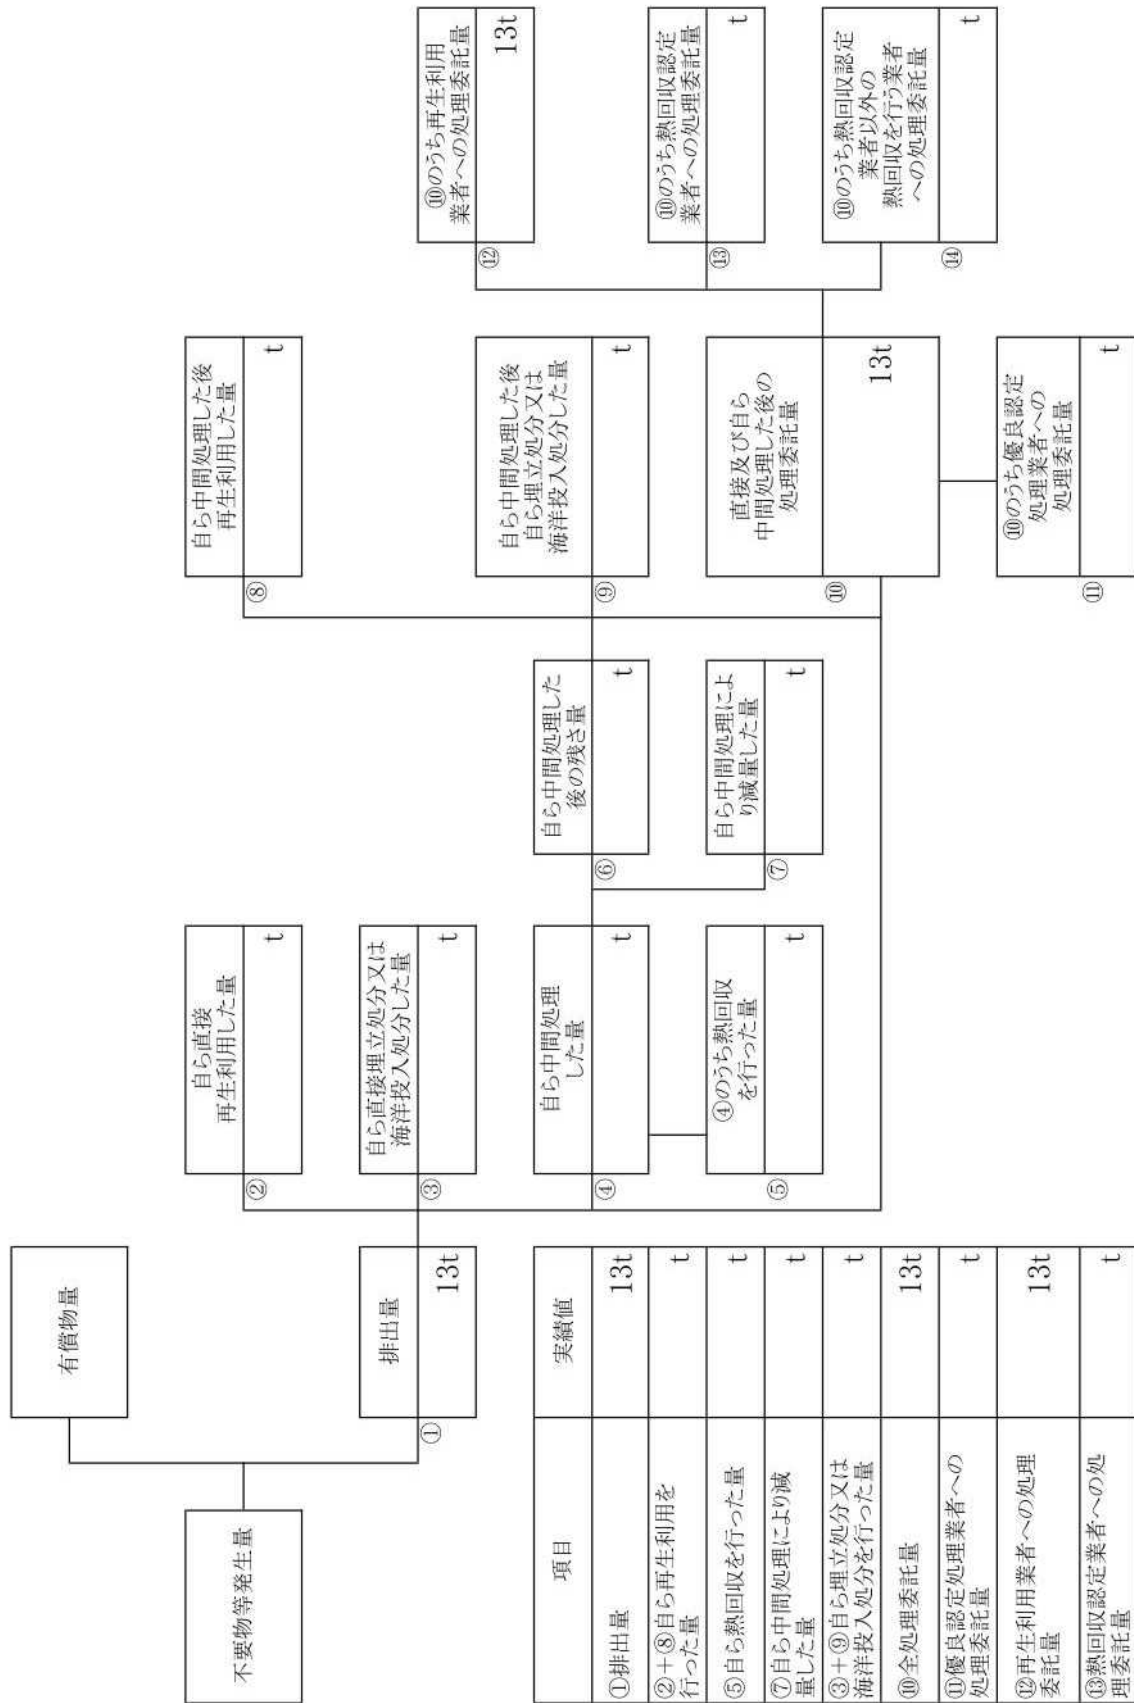 有償物量
不要物等発生量
排出量
①
13t
自ら直接
再生利用した量
②
t
自ら直接埋立処分又は
海洋投入処分した量
③
t
自ら中間処理
した量
④
t
④のうち熱回収
を行った量
⑤
t
自ら中間処理した
後の残さ量
⑥
t
自ら中間処理によ
り減量した量
⑦
t
自ら中間処理した後
再生利用した量
⑧
t
自ら中間処理した後
自ら埋立処分又は
海洋投入処分した量
⑨
t
直接及び自ら
中間処理した後の
処理委託量
⑩
13t
⑩のうち優良認定
処理業者への
処理委託量
⑪
t
⑩のうち再生利用
業者への処理委託量
⑫
13t
⑩のうち熱回収認定
業者への処理委託量
⑬
t
⑩のうち熱回収認定
業者以外の
熱回収を行う業者
への処理委託量
⑭
t
項目 実績値
①排出量 13t
②+⑧自ら再生利用を
行った量 t
⑤自ら熱回収を行った量 t
⑦自ら中間処理により減
量した量 t
③+⑨自ら埋立処分又は
海洋投入処分を行った量 t
⑩全処理委託量 13t
⑪優良認定処理業者への
処理委託量 t
⑫再生利用業者への処理
委託量 13t
⑬熱回収認定業者への処
理委託量 t